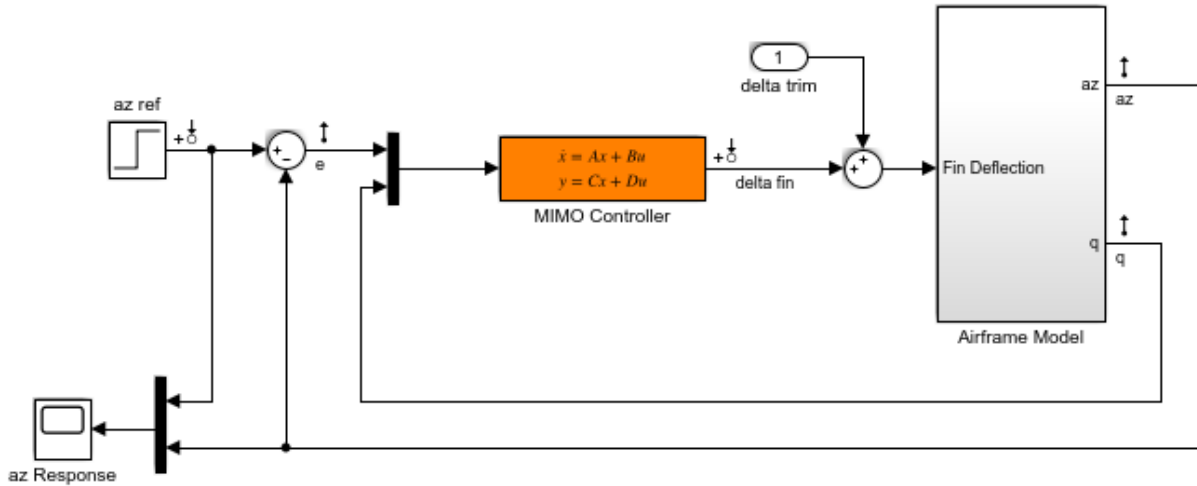 az ref
+
+
−
e
ẋ = Ax + Bu
y = Cx + Du
MIMO Controller
+
delta fin
1
delta trim
+
+
Fin Deflection
az
az
q
q
Airframe Model
az Response